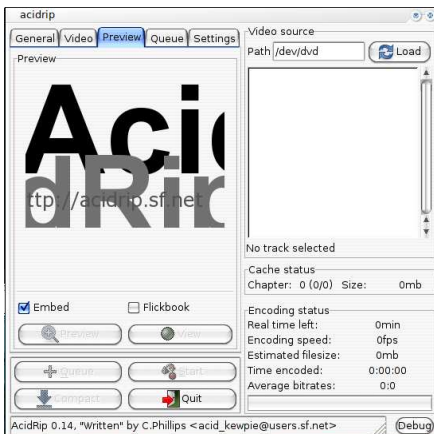 acidrip
General Video Preview Queue Settings
Preview
Acid
dRip
ttp://acidrip.sf.net
Embed Flickbook
Preview View
Queue Start
Compact Quit
Video source
Path /dev/dvd Load
No track selected
Cache status
Chapter: 0 (0/0) Size: 0mb
Encoding status
Real time left: 0min
Encoding speed: 0fps
Estimated filesize: 0mb
Time encoded: 0:00:00
Average bitrates: 0:0
AcidRip 0.14, "Written" by C.Phillips <acid_kewpie@users.sf.net> Debug